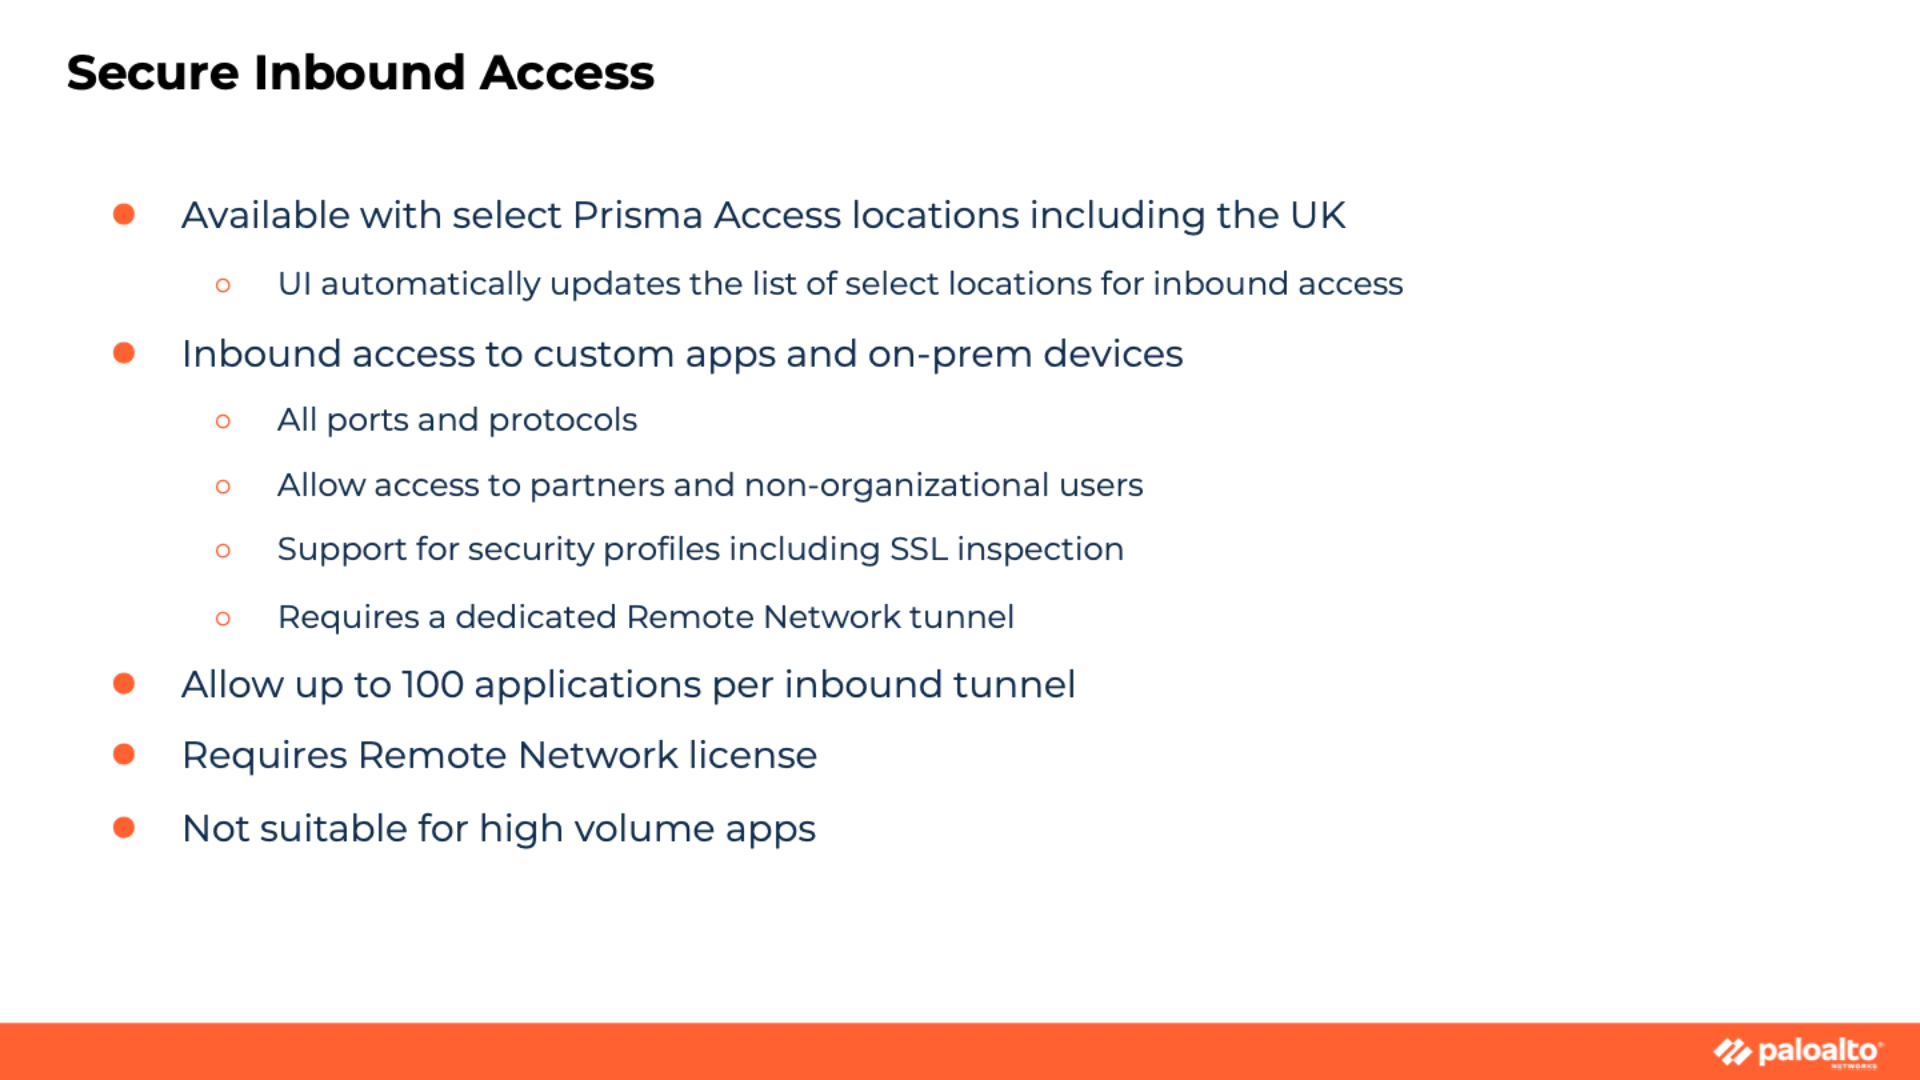 Secure Inbound Access
Available with select Prisma Access locations including the UK
UI automatically updates the list of select locations for inbound access
Inbound access to custom apps and on-prem devices
All ports and protocols
Allow access to partners and non-organizational users
Support for security profiles including SSL inspection
Requires a dedicated Remote Network tunnel
Allow up to 100 applications per inbound tunnel
Requires Remote Network license
Not suitable for high volume apps
paloalto
NETWORKS